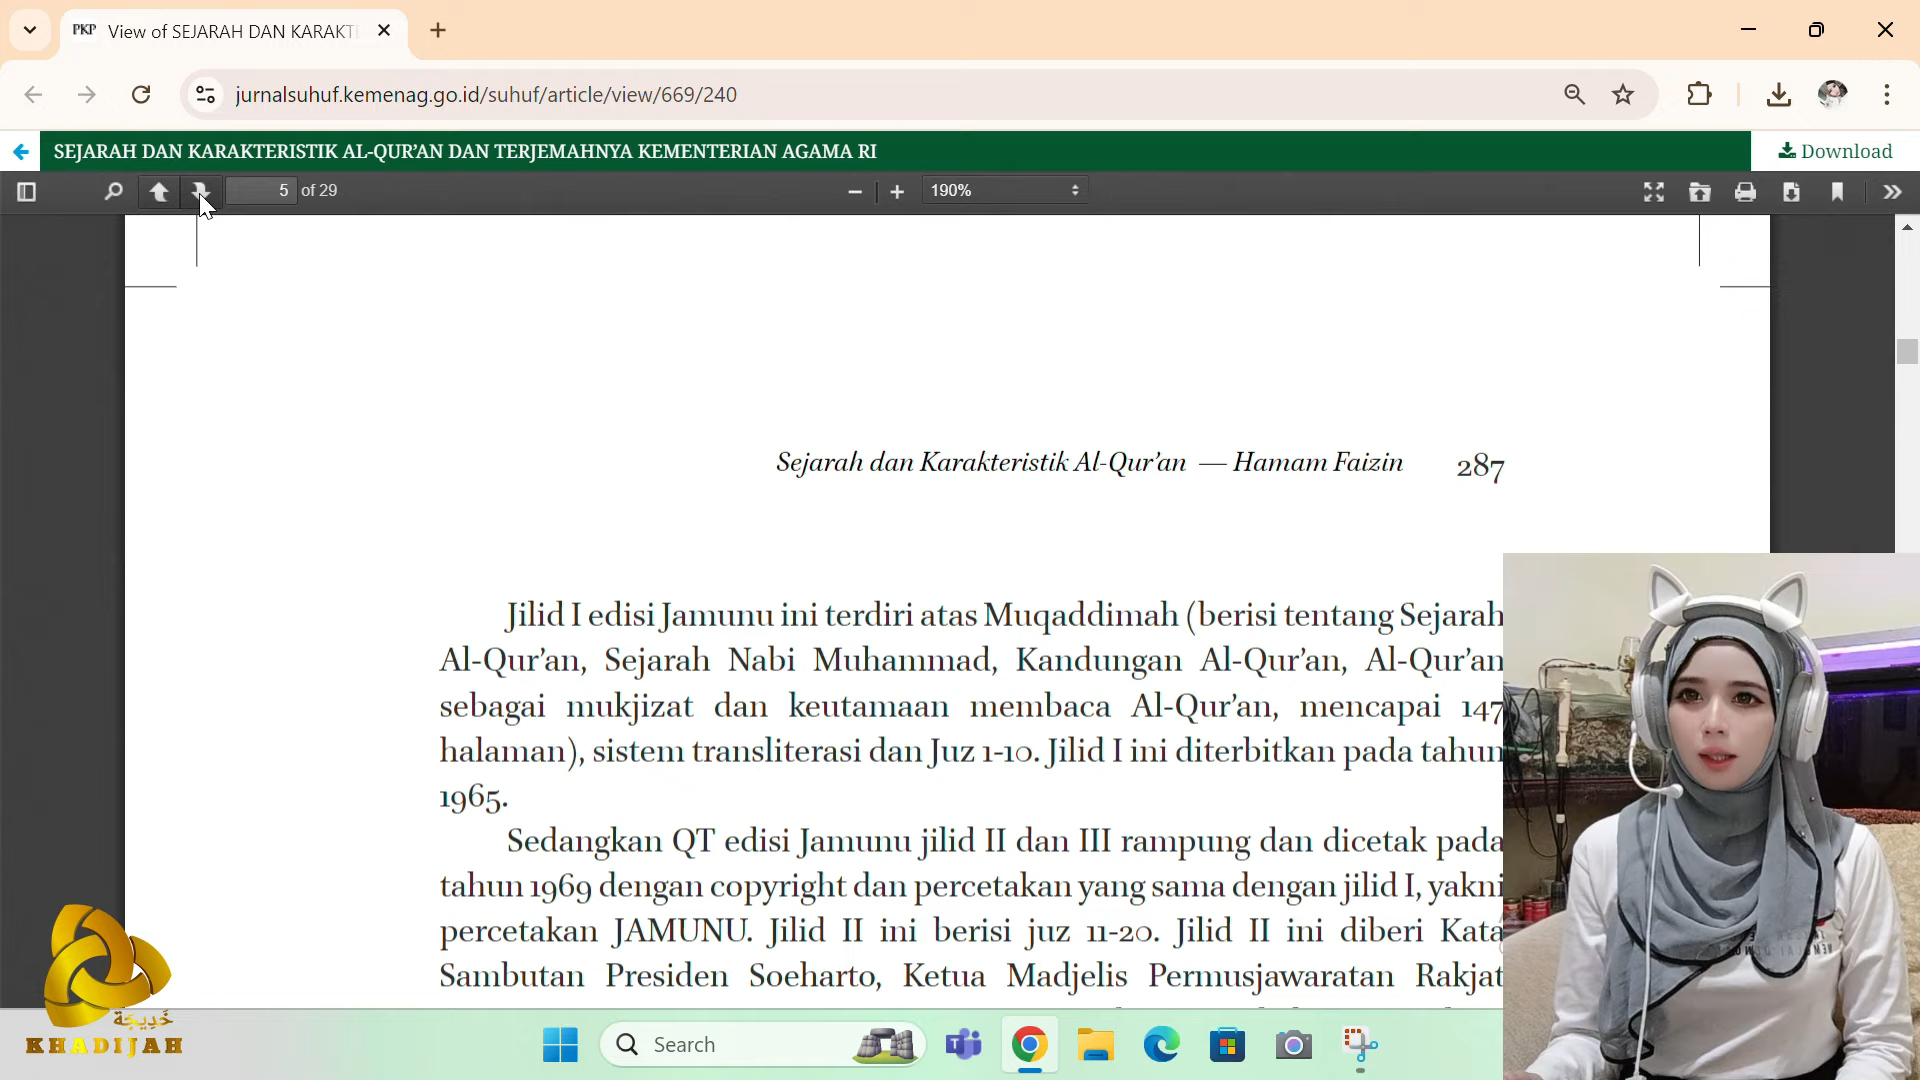 View of SEJARAH DAN KARAKT
jurnalsuhuf.kemenag.go.id/suhuf/article/view/669/240
SEJARAH DAN KARAKTERISTIK AL-QUR’AN DAN TERJEMAHNYA KEMENTERIAN AGAMA RI
Download
5 of 29
190%
Sejarah dan Karakteristik Al-Qur’an — Hamam Faizin 287
Jilid I edisi Jamunu ini terdiri atas Muqaddimah (berisi tentang Sejarah
Al-Qur’an, Sejarah Nabi Muhammad, Kandungan Al-Qur’an, Al-Qur’an
sebagai mukjizat dan keutamaan membaca Al-Qur’an, mencapai 147
halaman), sistem transliterasi dan Juz 1-10. Jilid I ini diterbitkan pada tahun
1965.
Sedangkan QT edisi Jamunu jilid II dan III rampung dan dicetak pada
tahun 1969 dengan copyright dan percetakan yang sama dengan jilid I, yakni
percetakan JAMUNU. Jilid II ini berisi juz 11-20. Jilid II ini diberi Kata
Sambutan Presiden Soeharto, Ketua Madjelis Permusjawaratan Rakjat
خَدِيجَة
KHADIJAH
Search